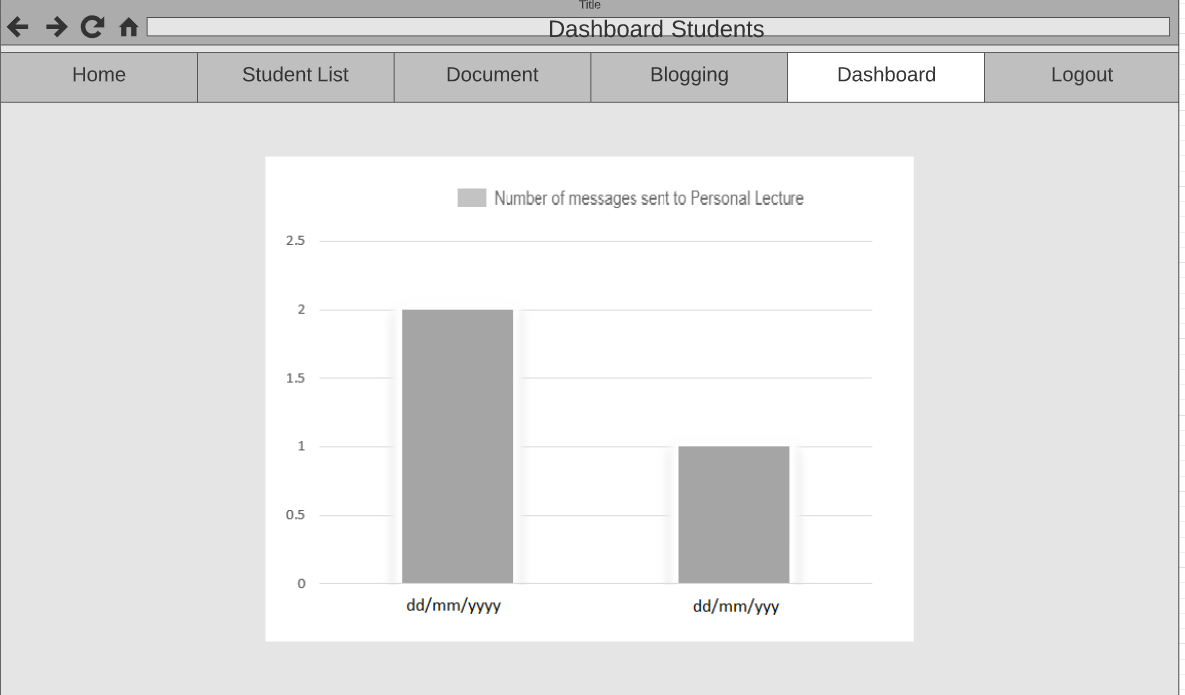 Title
Dashboard Students
Home Student List Document Blogging Dashboard Logout
Number of messages sent to Personal Lecture
2.5
2
1.5
1
0.5
0
dd/mm/yyyy dd/mm/yyy